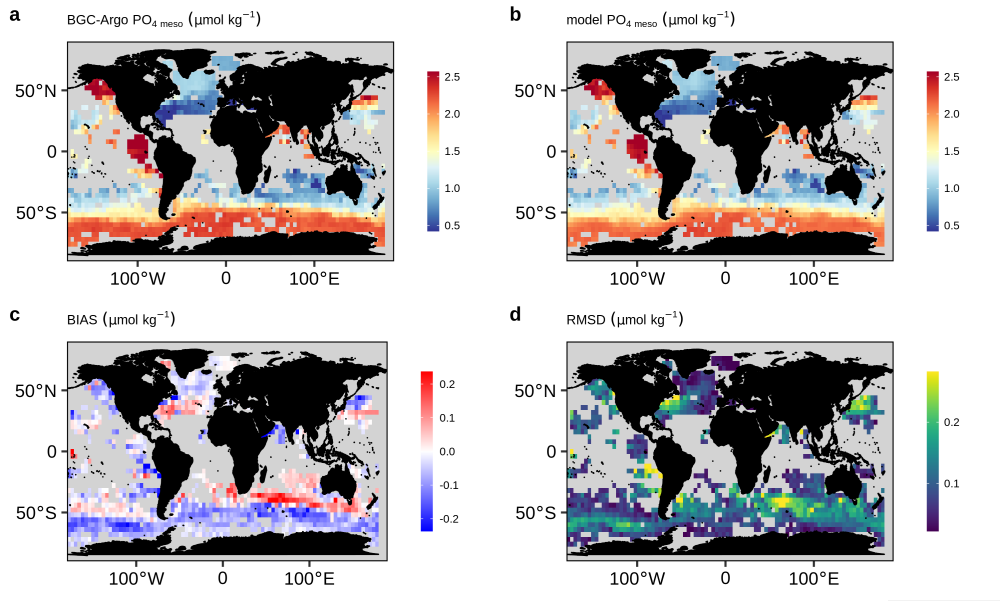 a BGC-Argo PO4 meso (µmol kg−1)
50°N
0
50°S
100°W 0 100°E
2.5
2.0
1.5
1.0
0.5
b model PO4 meso (µmol kg−1)
50°N
0
50°S
100°W 0 100°E
2.5
2.0
1.5
1.0
0.5
c BIAS (µmol kg−1)
50°N
0
50°S
100°W 0 100°E
0.2
0.1
0.0
-0.1
-0.2
d RMSD (µmol kg−1)
50°N
0
50°S
100°W 0 100°E
0.2
0.1